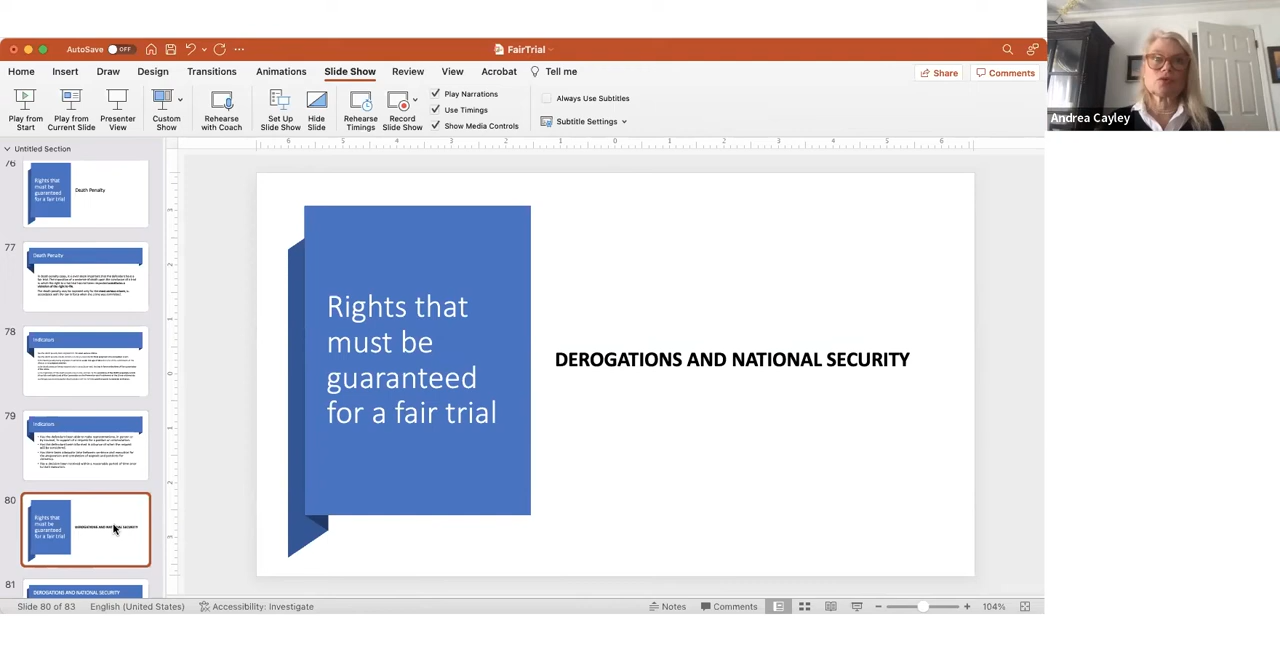 AutoSave OFF
FairTrial
Home Insert Draw Design Transitions Animations Slide Show Review View Acrobat Tell me
Share Comments
Play from Start
Play from Current Slide
Presenter View
Custom Show
Rehearse with Coach
Set Up Slide Show
Hide Slide
Rehearse Timings
Record Slide Show
Play Narrations
Use Timings
Show Media Controls
Always Use Subtitles
Subtitle Settings
Andrea Cayley
Untitled Section
76
Rights that
must be
guaranteed
for a fair trial
Death Penalty
77
Death Penalty
78
Indicators
79
Indicators
80
Rights that
must be
guaranteed
for a fair trial
DEROGATIONS AND NATIONAL SECURITY
81
DEROGATIONS AND NATIONAL SECURITY
Rights that
must be
guaranteed
for a fair trial
DEROGATIONS AND NATIONAL SECURITY
Slide 80 of 83 English (United States) Accessibility: Investigate
Notes Comments 104%